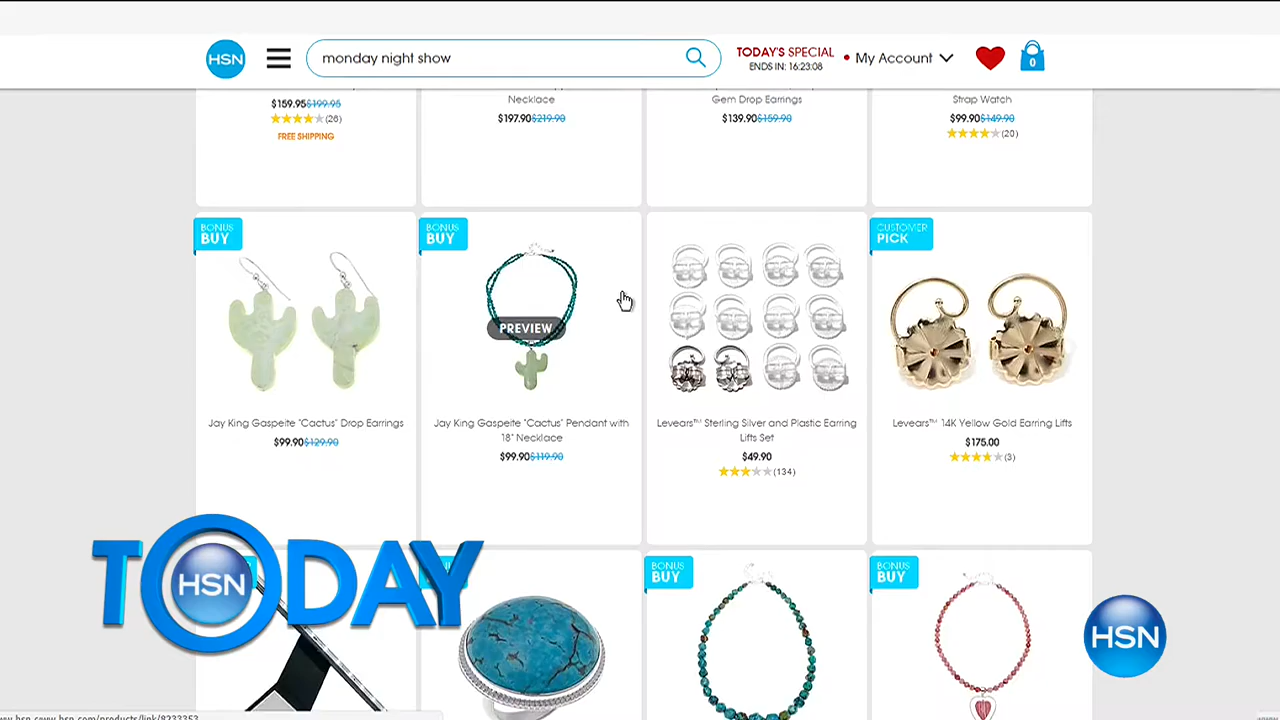 HSN
monday night show
TODAY'S SPECIAL
ENDS IN: 16:23:08
My Account
0
$159.95$199.95
(26)
FREE SHIPPING
Necklace
$197.90$219.90
Gem Drop Earrings
$139.90$159.90
Strap Watch
$99.90$149.90
(20)
BONUS
BUY
Jay King Gaspeite "Cactus" Drop Earrings
$99.90$129.90
BONUS
BUY
PREVIEW
Jay King Gaspeite "Cactus" Pendant with
18" Necklace
$99.90$119.90
Levears™ Sterling Silver and Plastic Earring
Lifts Set
$49.90
(134)
CUSTOMER
PICK
Levears™ 14K Yellow Gold Earring Lifts
$175.00
(3)
TODAY
HSN
BONUS
BUY
BONUS
BUY
HSN